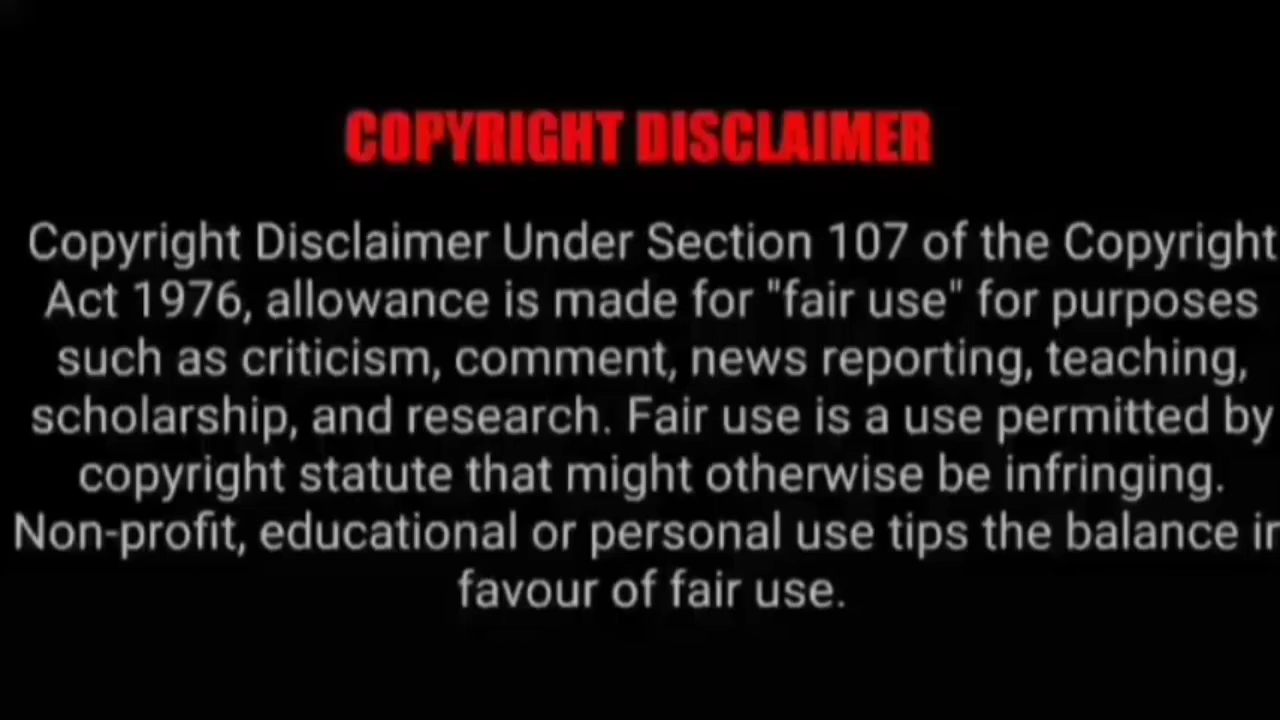 COPYRIGHT DISCLAIMER
Copyright Disclaimer Under Section 107 of the Copyright
Act 1976, allowance is made for "fair use" for purposes
such as criticism, comment, news reporting, teaching,
scholarship, and research. Fair use is a use permitted by
copyright statute that might otherwise be infringing.
Non-profit, educational or personal use tips the balance in
favour of fair use.